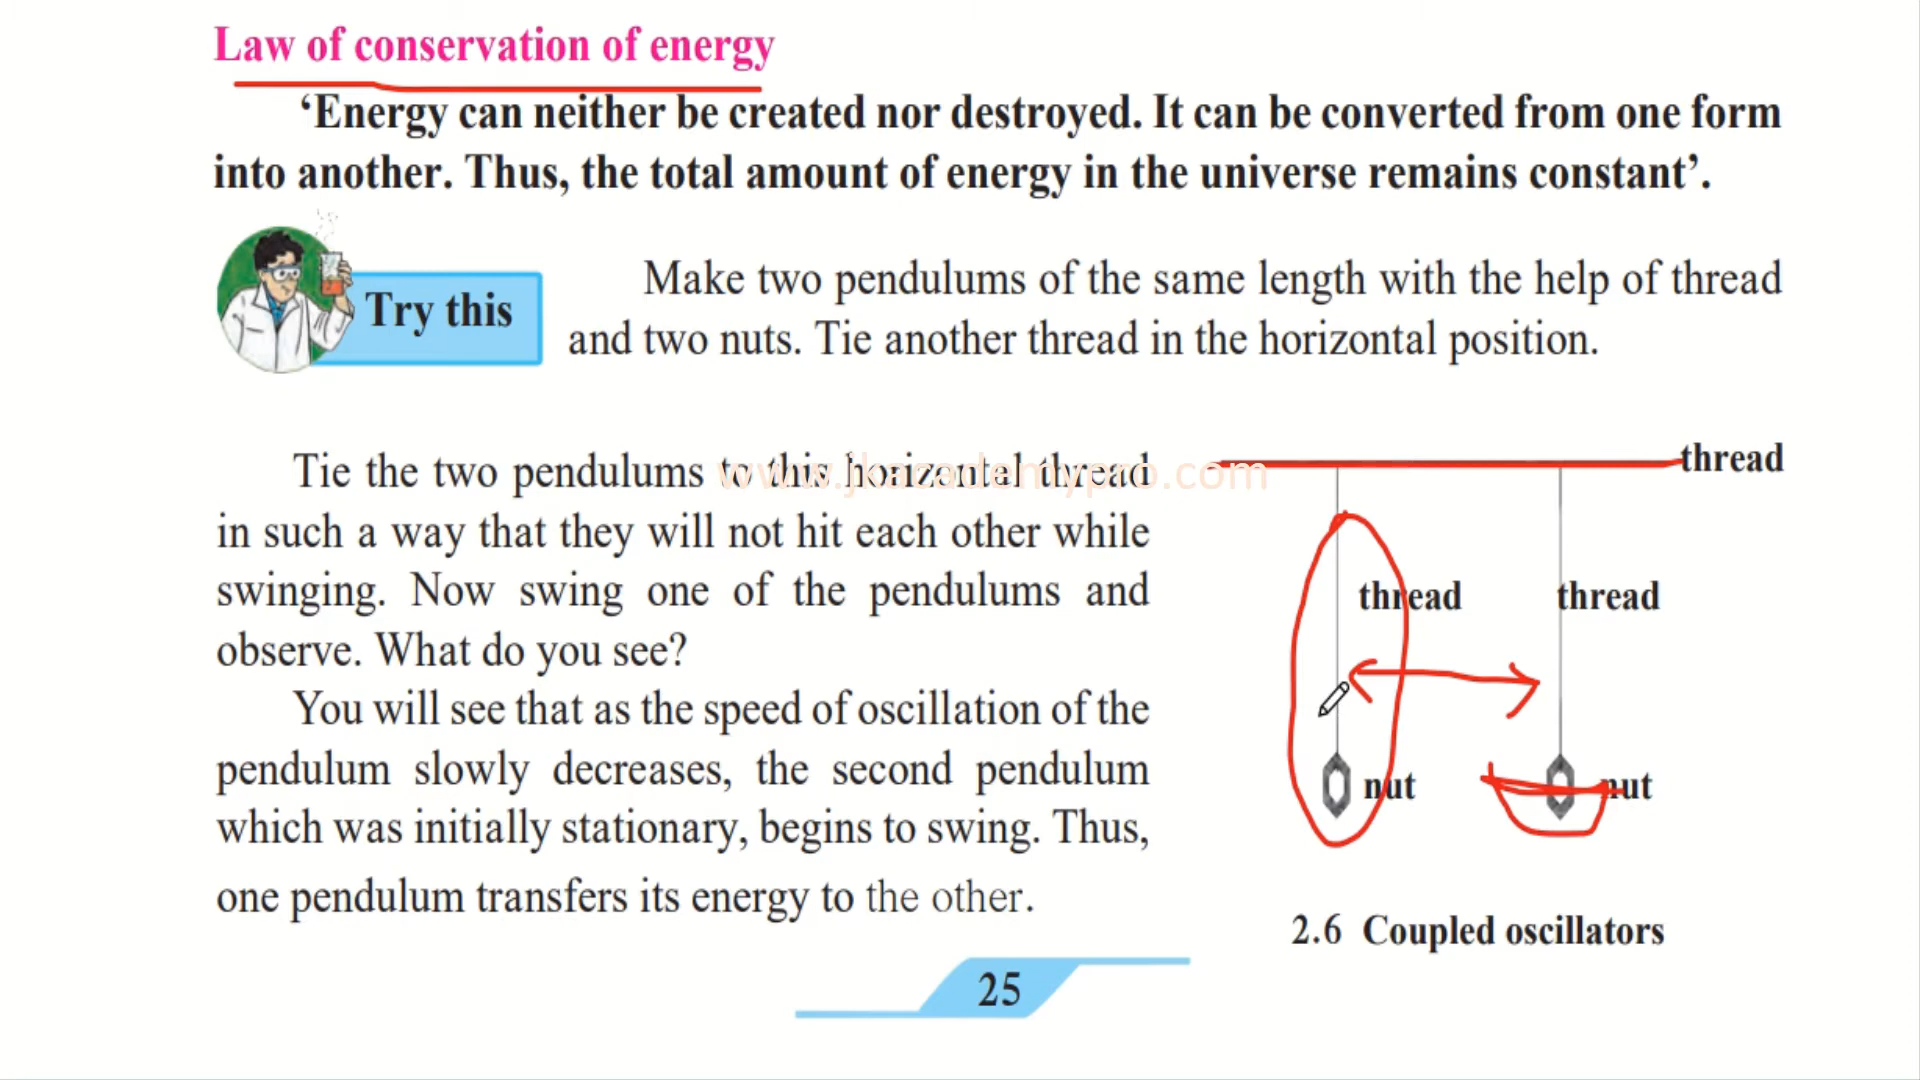 Law of conservation of energy
‘Energy can neither be created nor destroyed. It can be converted from one form
into another. Thus, the total amount of energy in the universe remains constant’.
Try this
Make two pendulums of the same length with the help of thread
and two nuts. Tie another thread in the horizontal position.
Tie the two pendulums to this horizontal thread
in such a way that they will not hit each other while
swinging. Now swing one of the pendulums and
observe. What do you see?
You will see that as the speed of oscillation of the
pendulum slowly decreases, the second pendulum
which was initially stationary, begins to swing. Thus,
one pendulum transfers its energy to the other.
www.jkacademypro.com
thread
thread thread
nut nut
2.6 Coupled oscillators
25